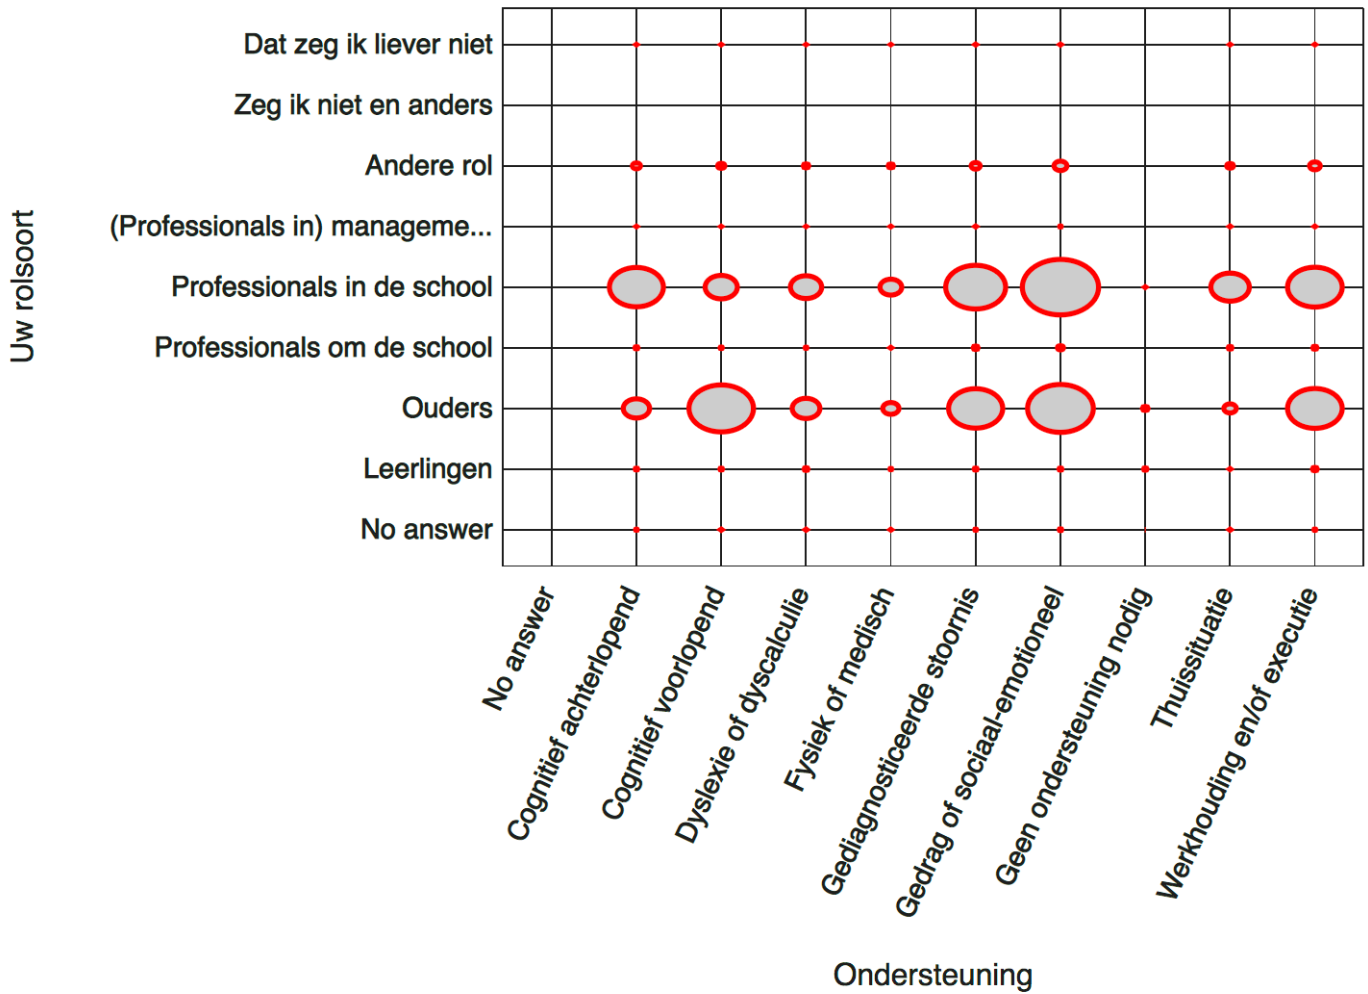 Dat zeg ik liever niet
Zeg ik niet en anders
Andere rol
(Professionals in) manageme...
Professionals in de school
Professionals om de school
Ouders
Leerlingen
No answer
Uw rolsoort
No answer
Cognitief achterlopend
Cognitief voorlopend
Dyslexie of dyscalculie
Fysiek of medisch
Gediagnosticeerde stoornis
Gedrag of sociaal-emotioneel
Geen ondersteuning nodig
Thuissituatie
Werkhouding en/of executie
Ondersteuning